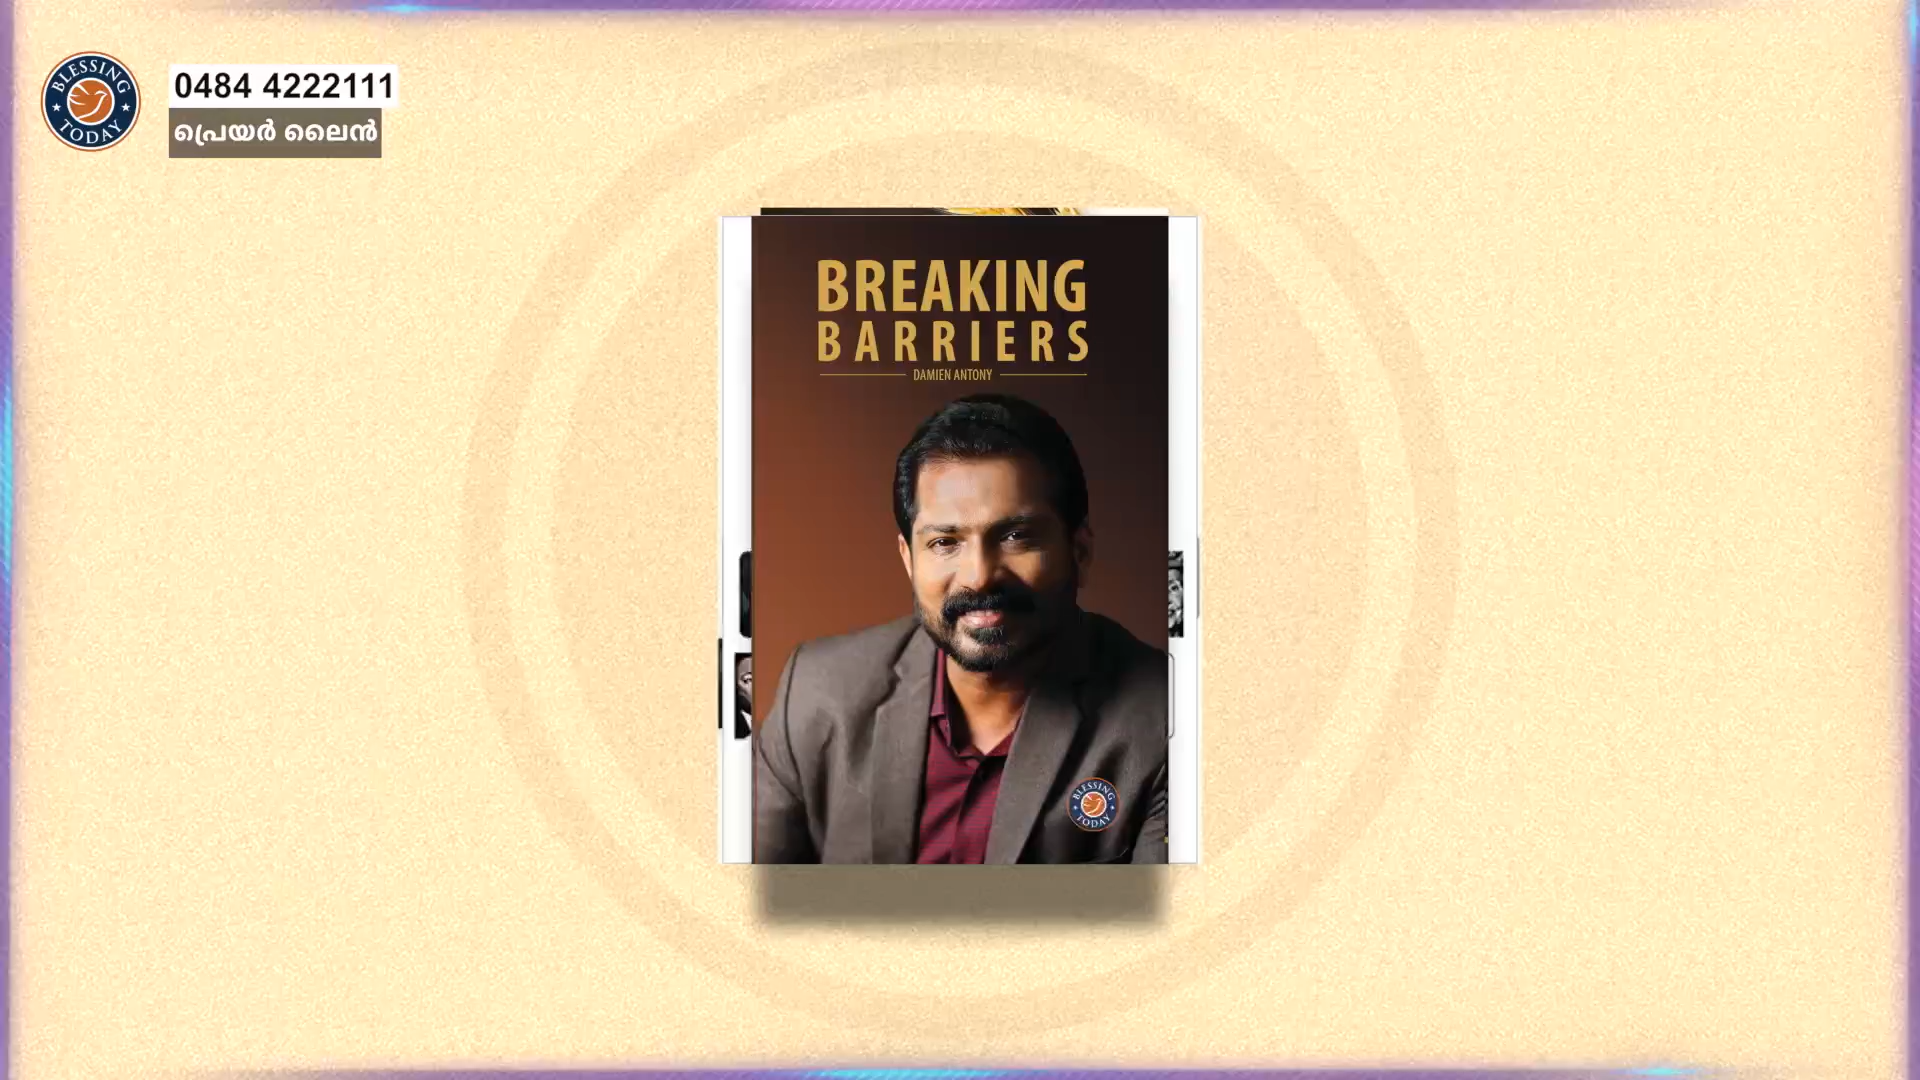 BLESSING
TODAY
0484 4222111
പ്രെയർ ലൈൻ
BREAKING
BARRIERS
DAMIEN ANTONY
BLESSING
TODAY